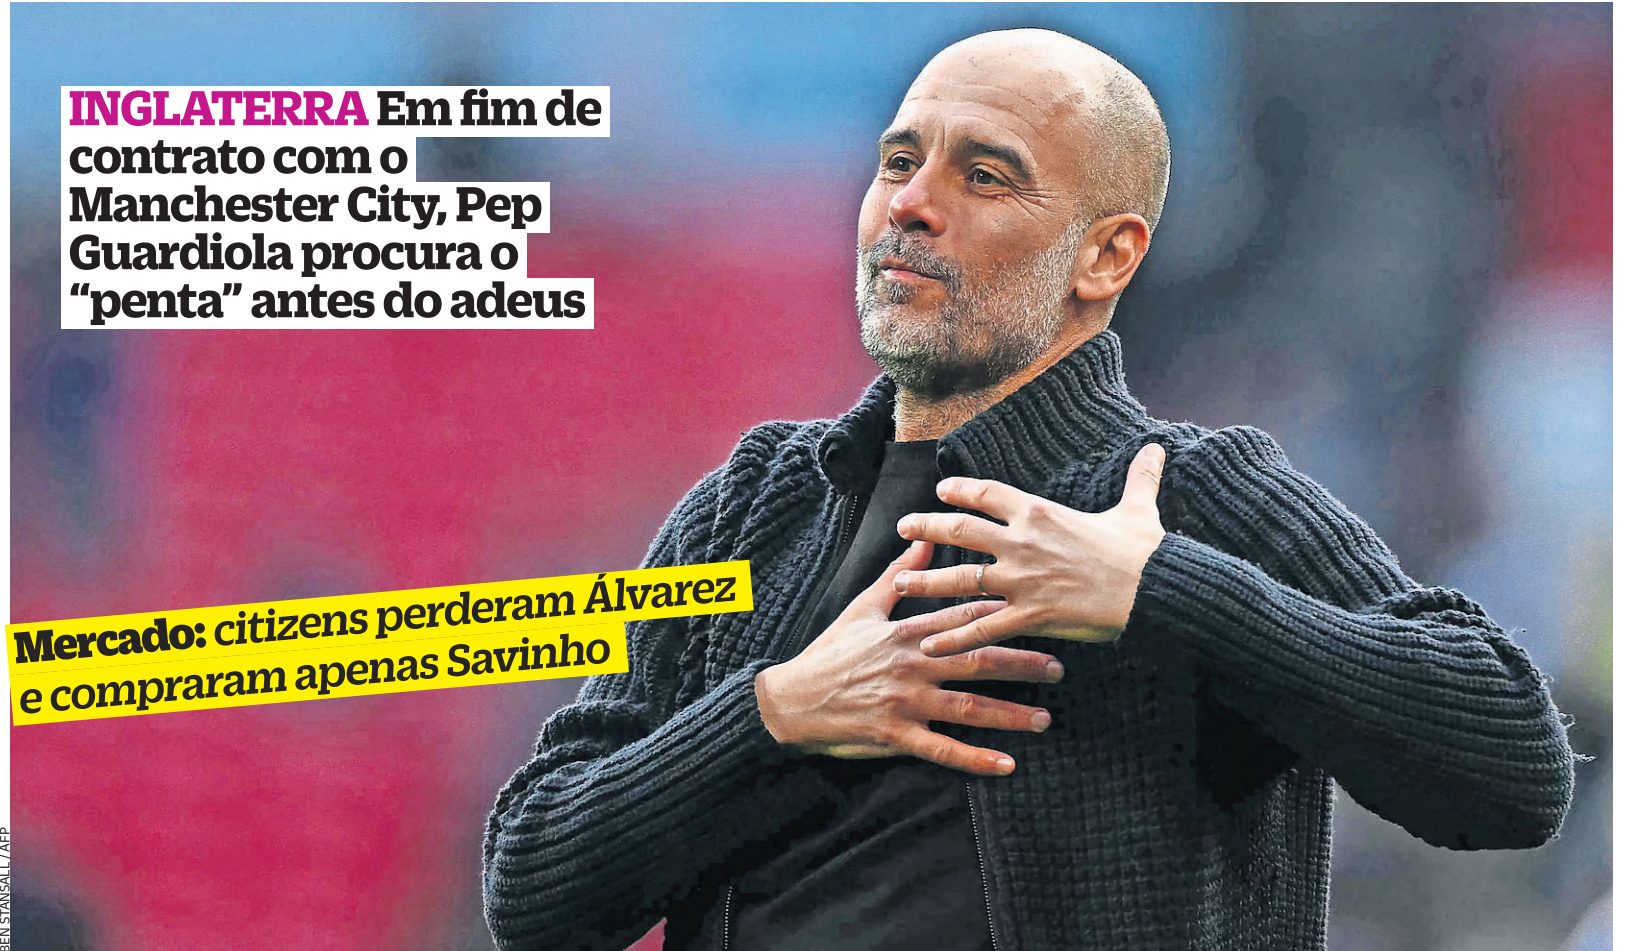 INGLATERRA Em fim de
contrato com o
Manchester City, Pep
Guardiola procura o
“penta” antes do adeus
Mercado: citizens perderam Álvarez
e compraram apenas Savinho
BEN STANSALL / AFP